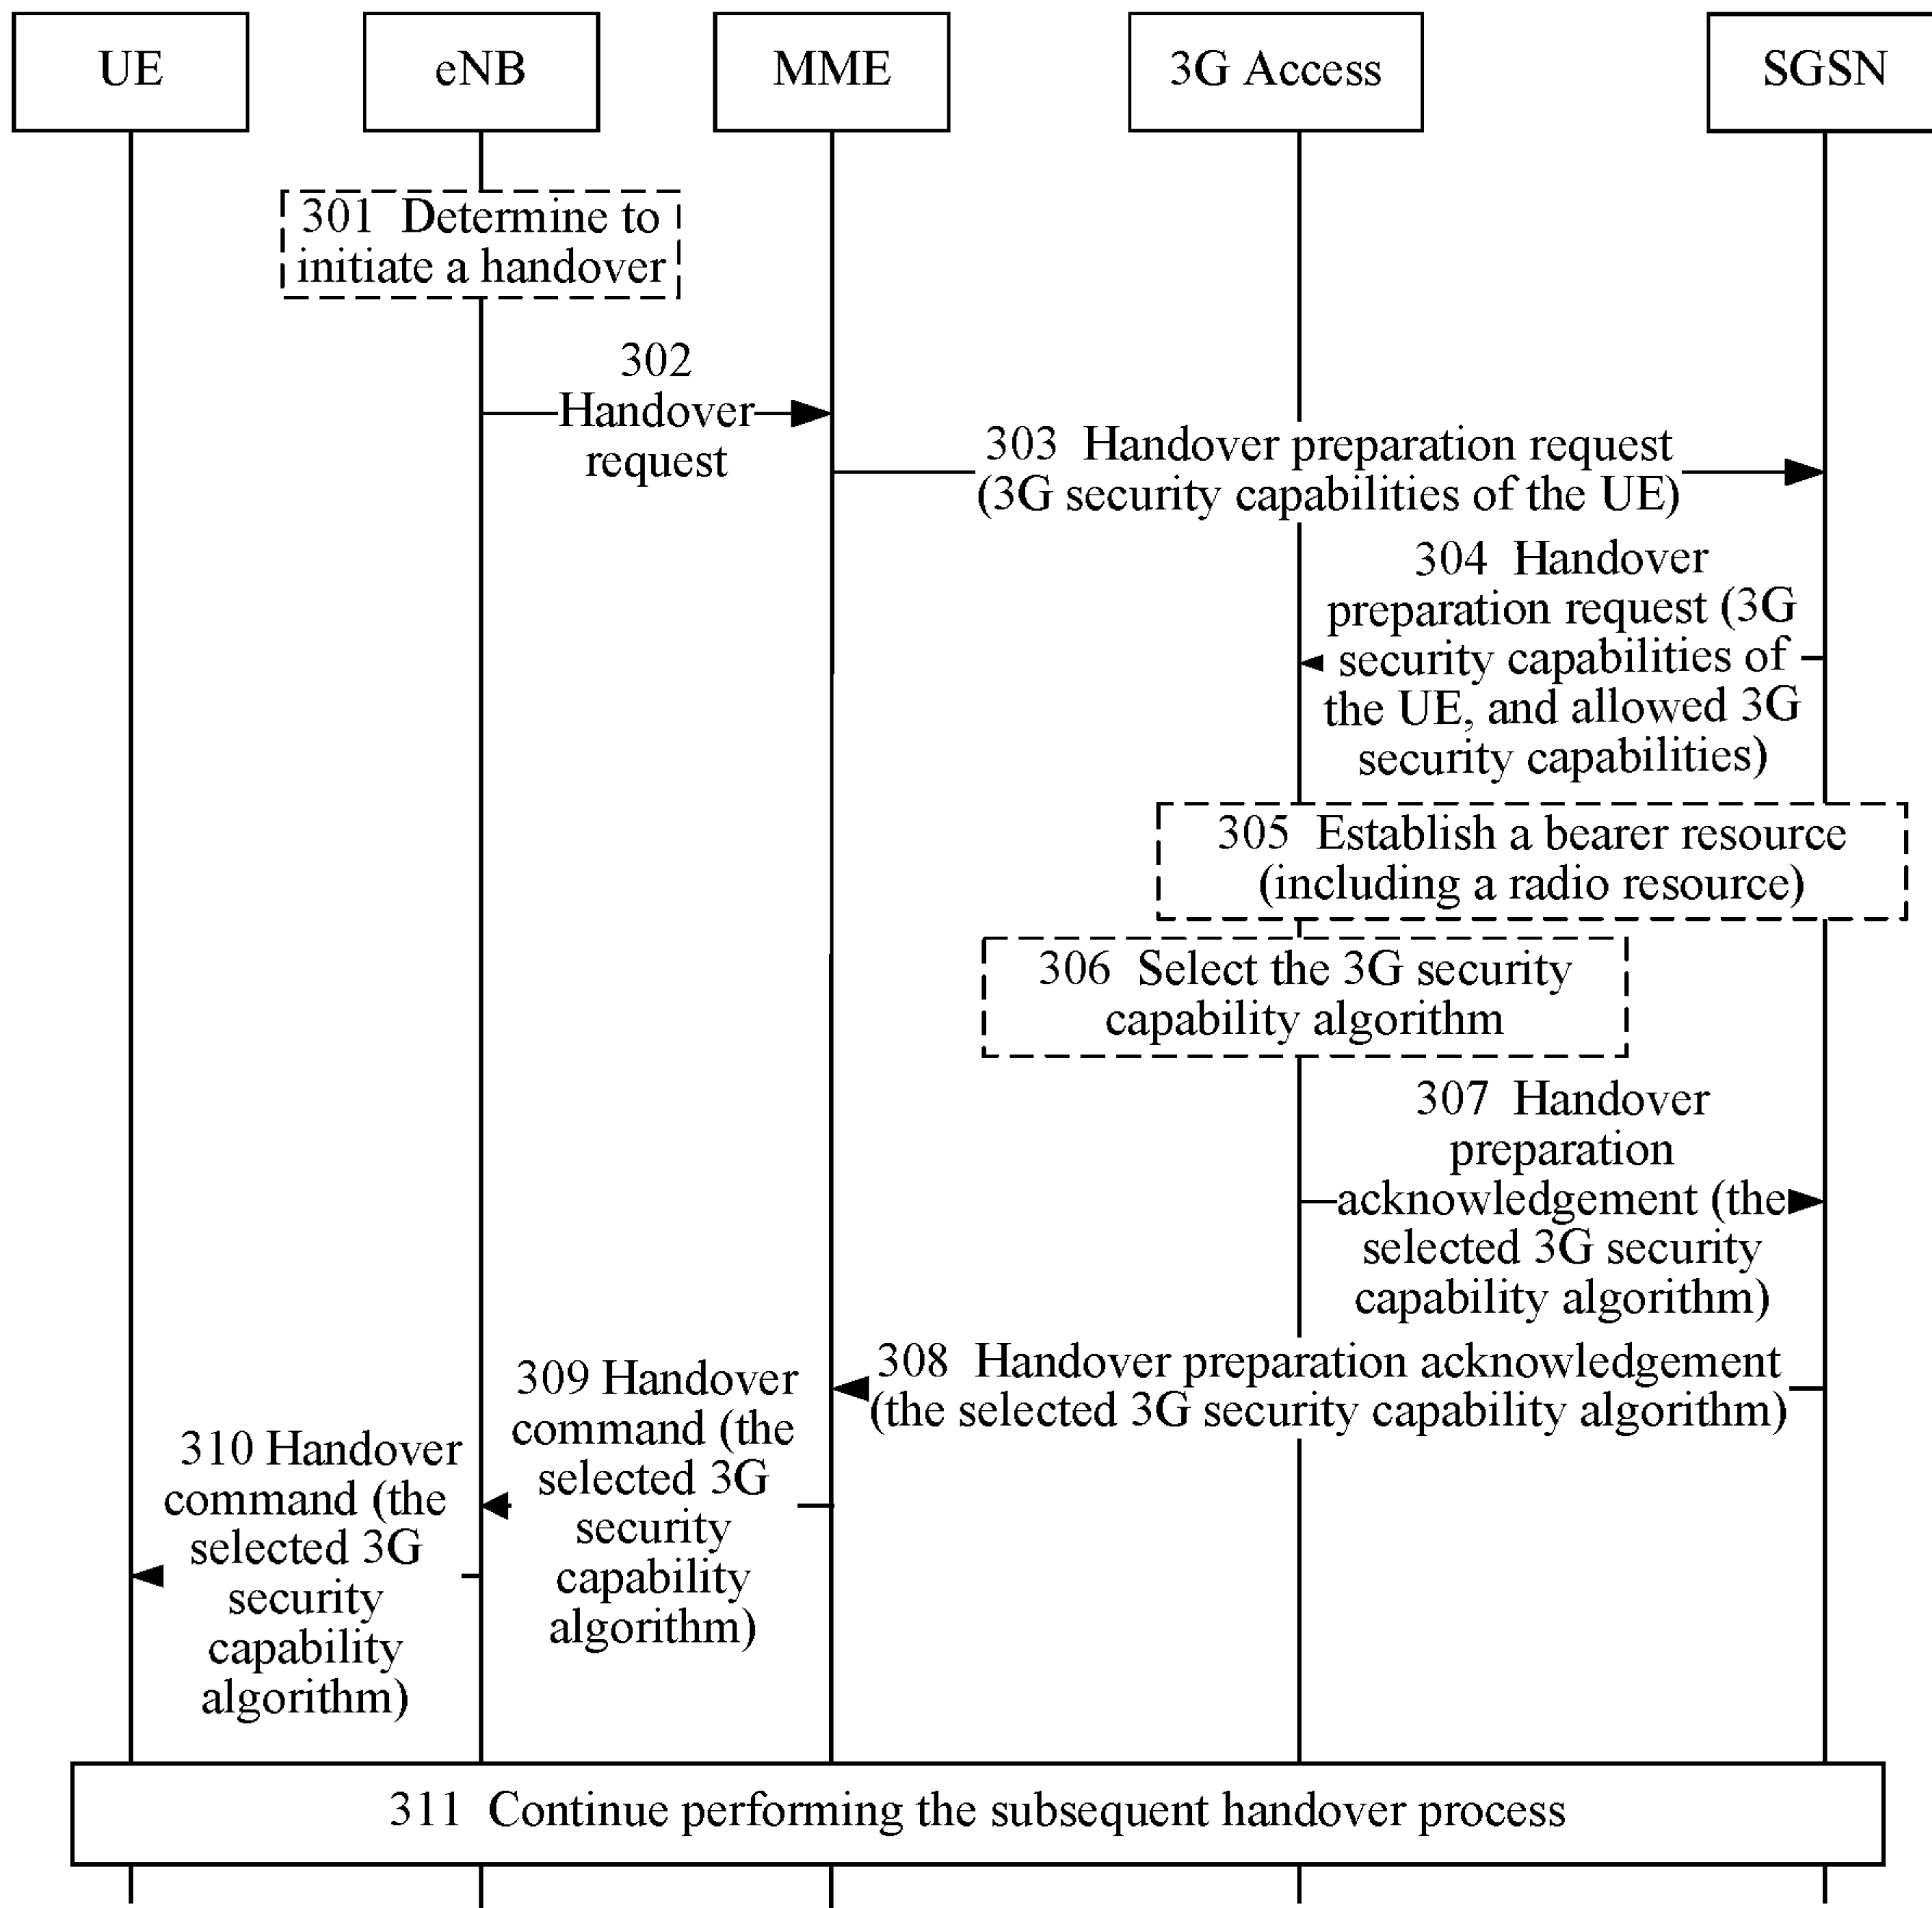 UE
eNB
MME
3G Access
SGSN
301 Determine to
initiate a handover
302
Handover
request
303 Handover preparation request
(3G security capabilities of the UE)
304 Handover
preparation request (3G
security capabilities of
the UE, and allowed 3G
security capabilities)
305 Establish a bearer resource
(including a radio resource)
306 Select the 3G security
capability algorithm
307 Handover
preparation
acknowledgement (the
selected 3G security
capability algorithm)
308 Handover preparation acknowledgement
(the selected 3G security capability algorithm)
309 Handover
command (the
selected 3G
security
capability
algorithm)
310 Handover
command (the
selected 3G
security
capability
algorithm)
311 Continue performing the subsequent handover process